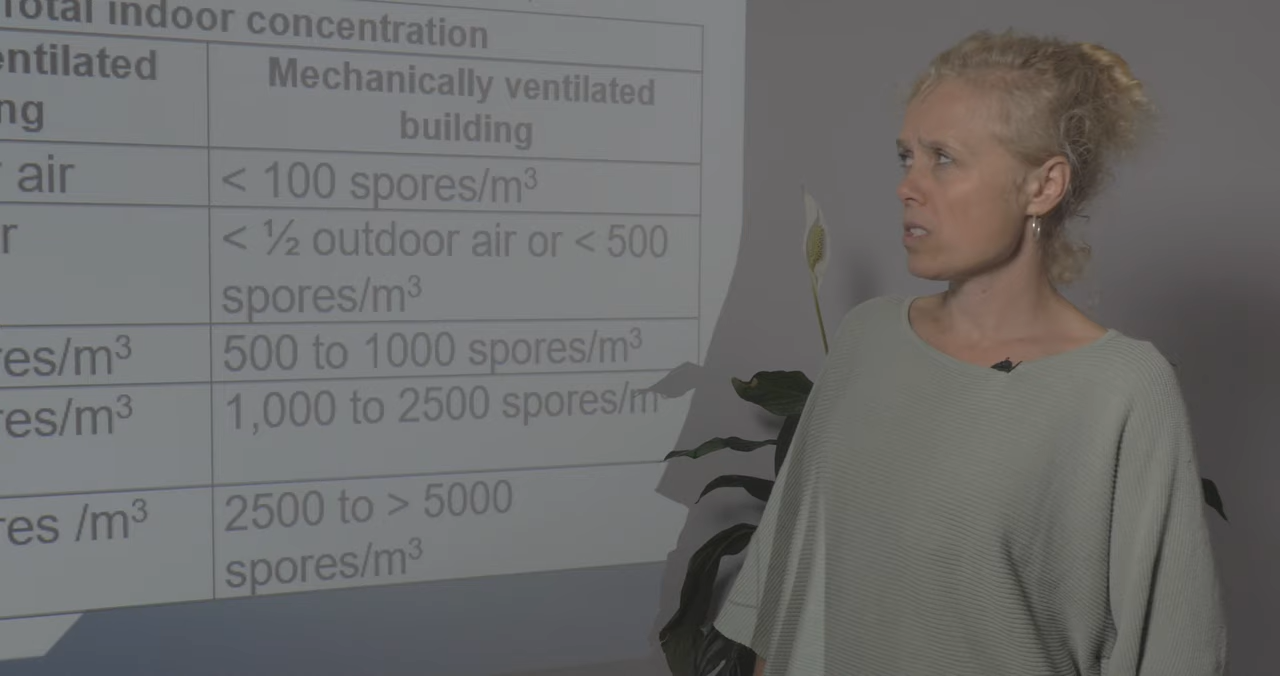 otal indoor concentration
entilated
ng
Mechanically ventilated
building
air
< 100 spores/m³
r
< ½ outdoor air or < 500
spores/m³
res/m³
500 to 1000 spores/m³
res/m³
1,000 to 2500 spores/m
res /m³
2500 to > 5000
spores/m³